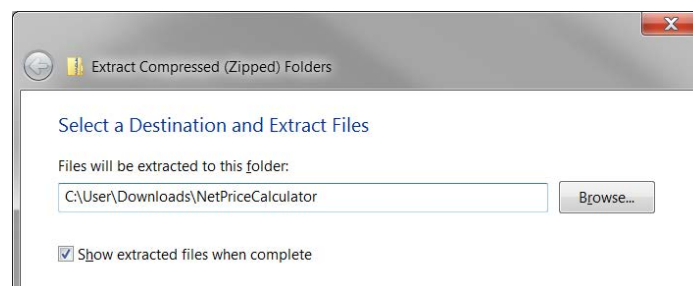 Extract Compressed (Zipped) Folders
Select a Destination and Extract Files
Files will be extracted to this folder:
C:\User\Downloads\NetPriceCalculator
Browse...
Show extracted files when complete